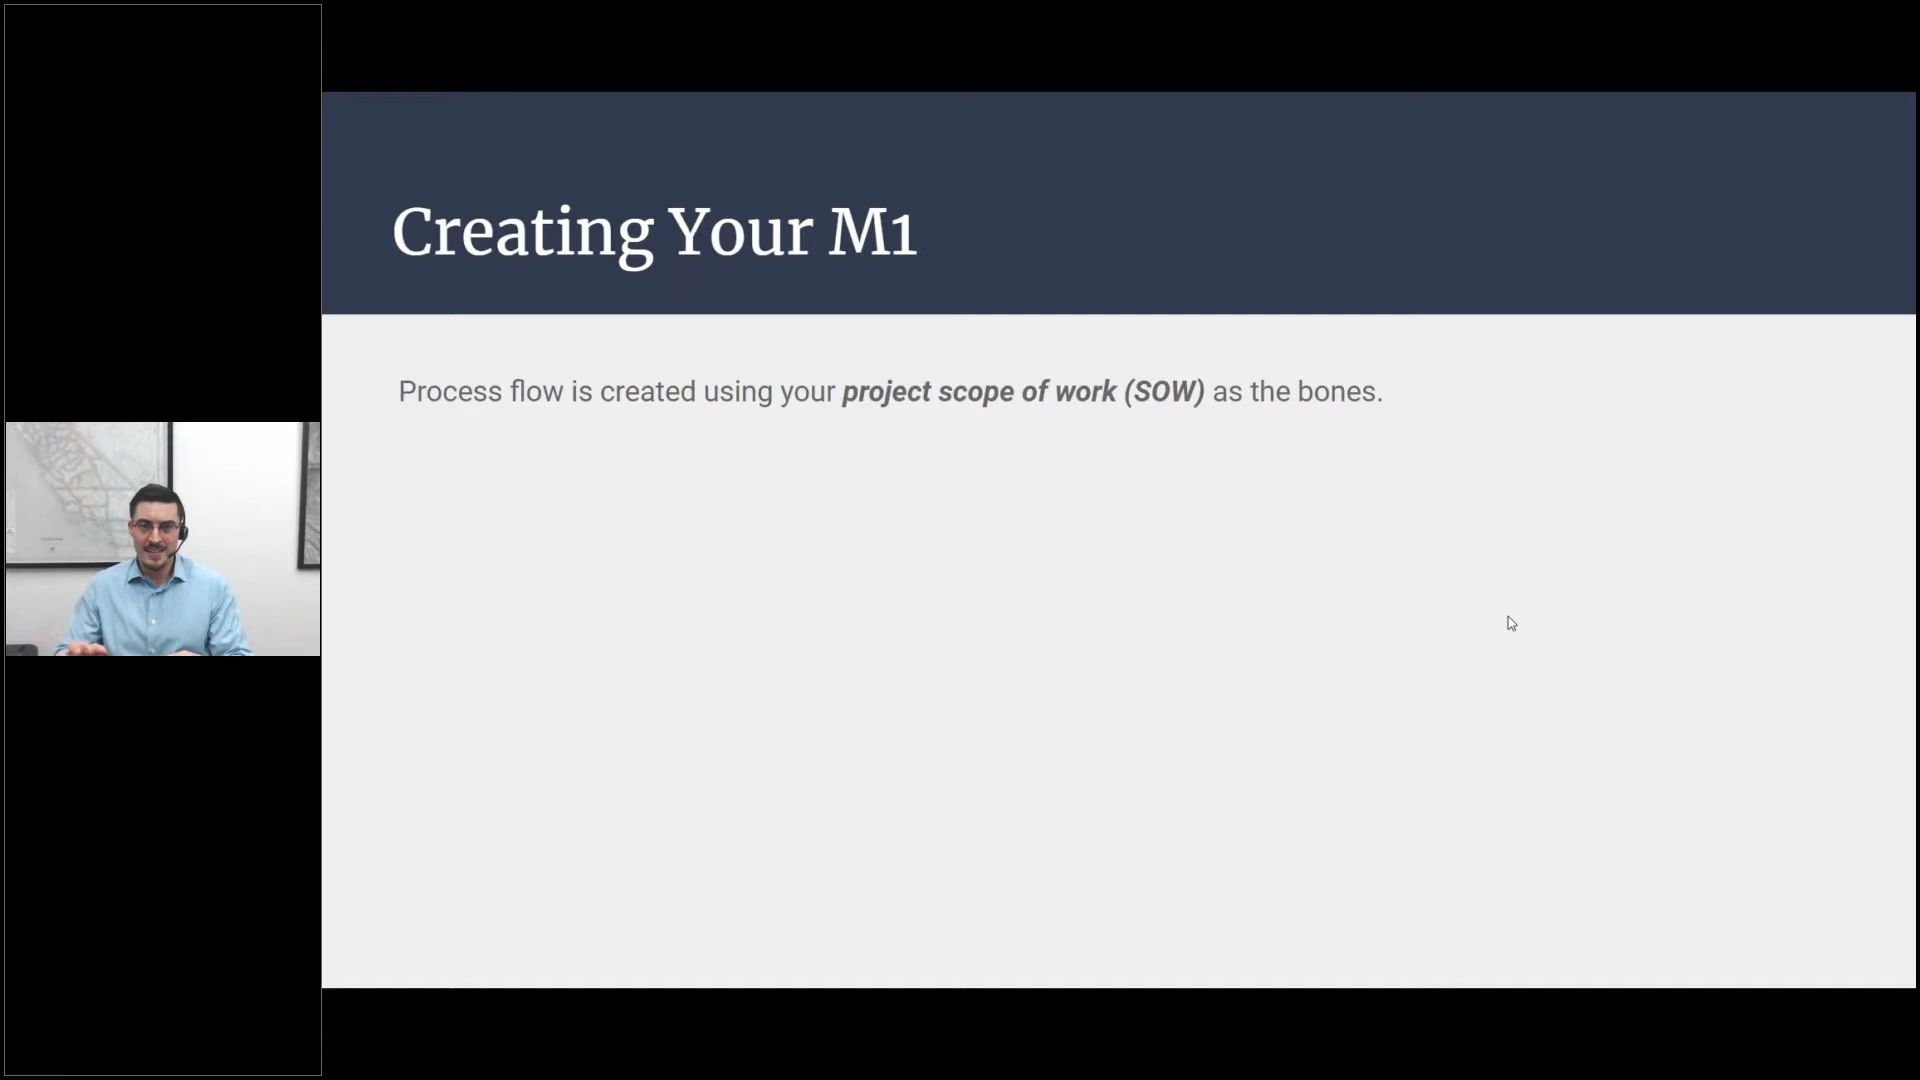 Creating Your M1
Process flow is created using your project scope of work (SOW) as the bones.